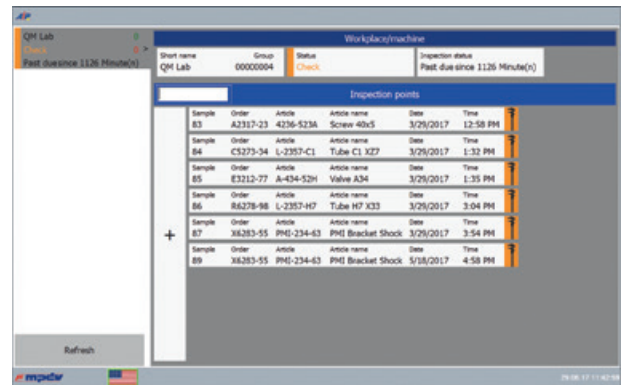 AIP
QM Lab 0
Check 0 >
Past due since 1126 Minute(n)
Workplace/machine
Short name Group Status Inspection status
QM Lab 00000004 Check Past due since 1126 Minute(n)
Inspection points
Sample Order Article Article name Date Time
83 A2317-23 4236-523A Screw 40x5 3/29/2017 12:58 PM
Sample Order Article Article name Date Time
84 C5273-34 L-2357-C1 Tube C1 XZ7 3/29/2017 1:32 PM
Sample Order Article Article name Date Time
85 E3212-77 A-434-52H Valve A34 3/29/2017 1:35 PM
Sample Order Article Article name Date Time
86 R6278-98 L-2357-H7 Tube H7 X33 3/29/2017 3:04 PM
Sample Order Article Article name Date Time
87 X6283-55 PMI-234-63 PMI Bracket Shock 3/29/2017 3:54 PM
+
Sample Order Article Article name Date Time
89 X6283-55 PMI-234-63 PMI Bracket Shock 5/18/2017 4:58 PM
Refresh
mpdv